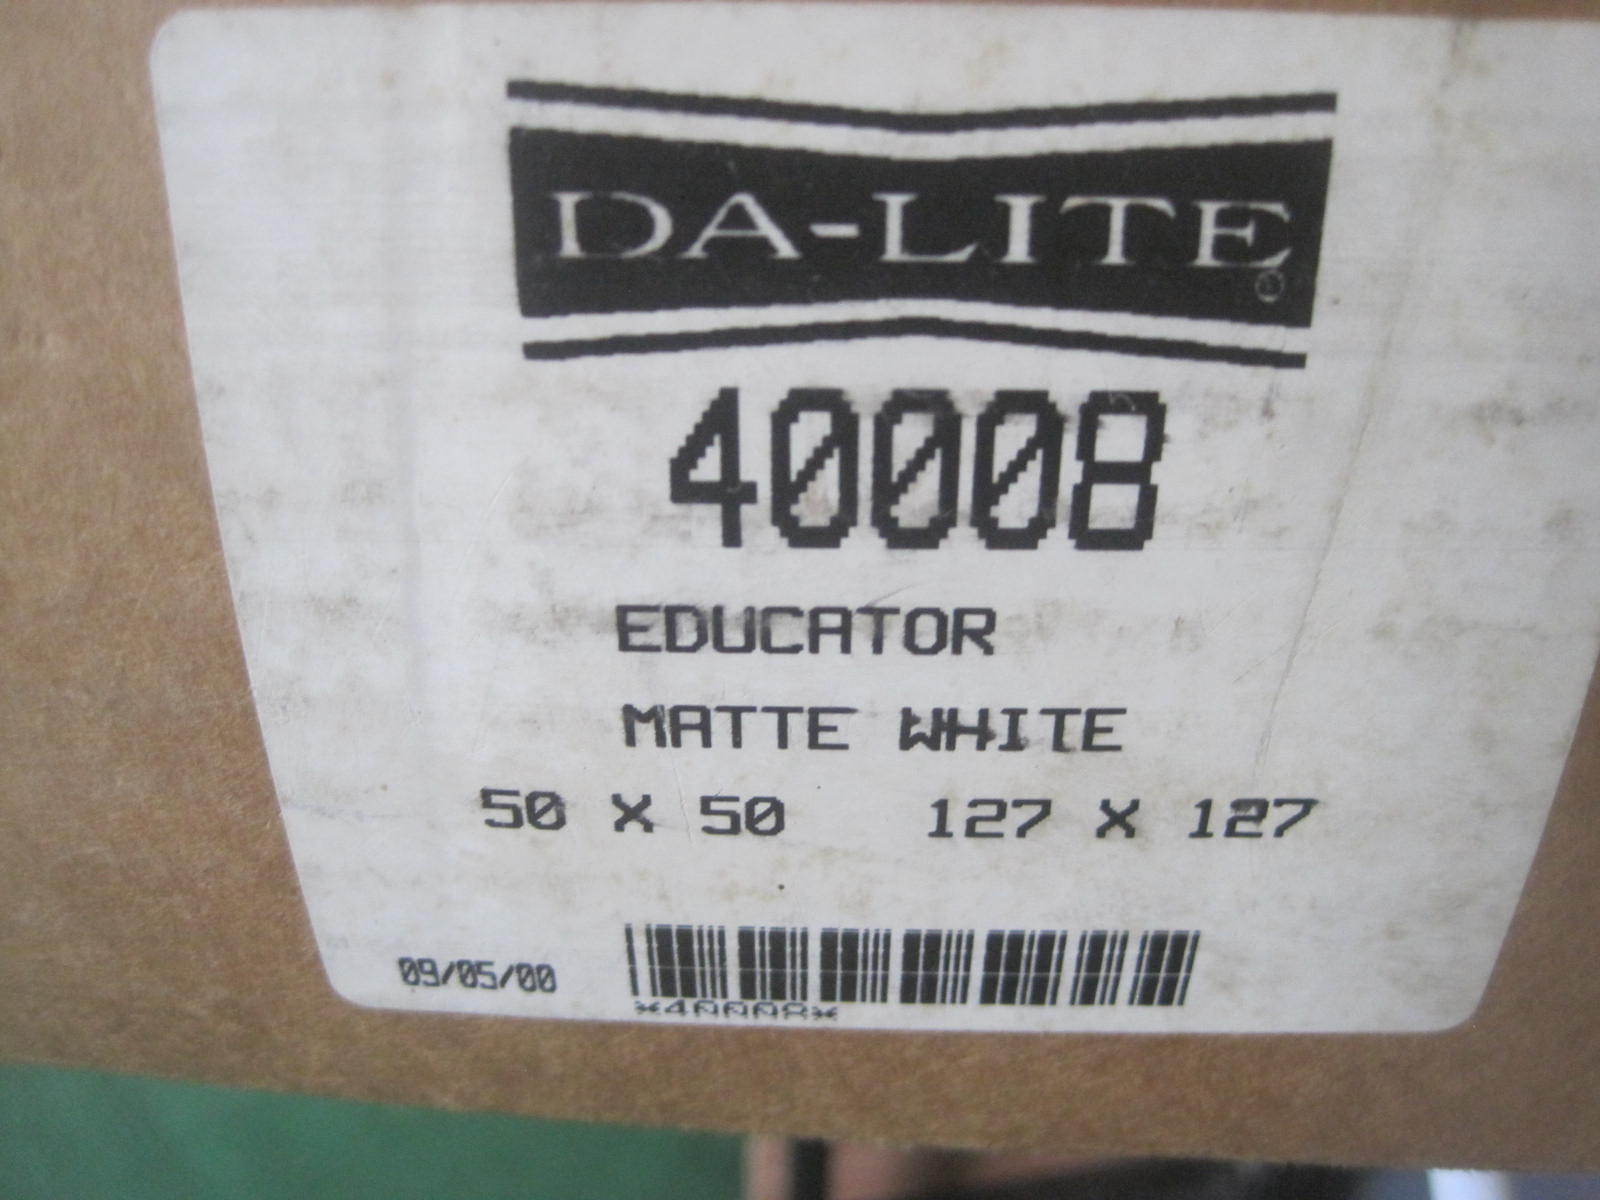 DA-LITE®
40008
EDUCATOR
MATTE WHITE
50 X 50 127 X 127
09/05/00
*40008*